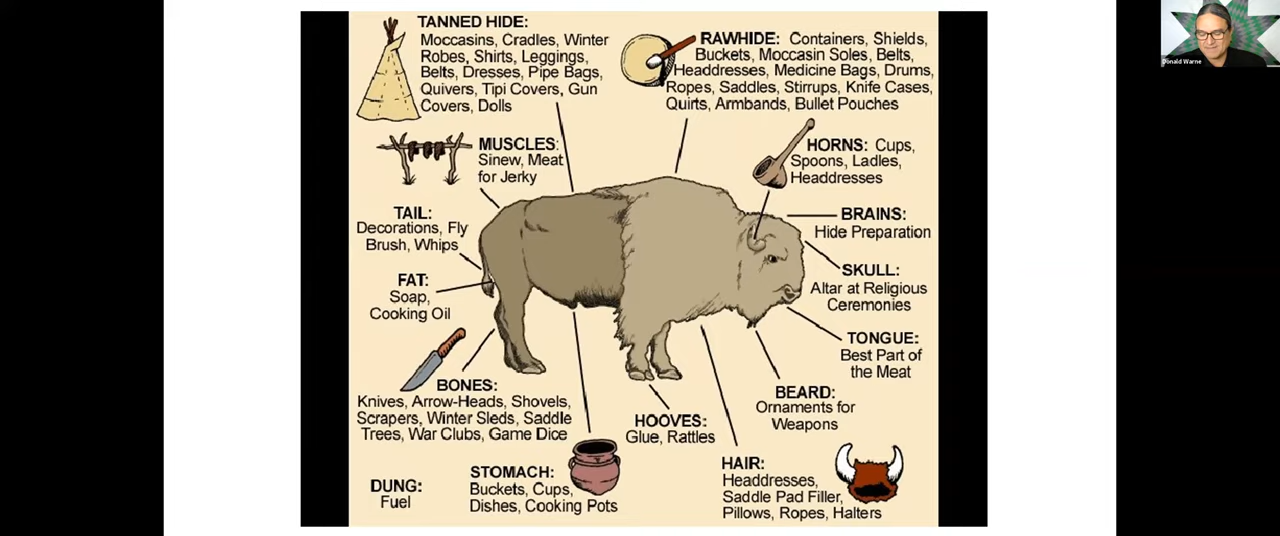 TANNED HIDE:
Moccasins, Cradles, Winter
Robes, Shirts, Leggings,
Belts, Dresses, Pipe Bags,
Quivers, Tipi Covers, Gun
Covers, Dolls
RAWHIDE: Containers, Shields,
Buckets, Moccasin Soles, Belts,
Headdresses, Medicine Bags, Drums,
Ropes, Saddles, Stirrups, Knife Cases,
Quirts, Armbands, Bullet Pouches
MUSCLES:
Sinew, Meat
for Jerky
HORNS: Cups,
Spoons, Ladles,
Headdresses
TAIL:
Decorations, Fly
Brush, Whips
BRAINS:
Hide Preparation
FAT:
Soap,
Cooking Oil
SKULL:
Altar at Religious
Ceremonies
TONGUE:
Best Part of
the Meat
BONES:
Knives, Arrow-Heads, Shovels,
Scrapers, Winter Sleds, Saddle
Trees, War Clubs, Game Dice
BEARD:
Ornaments for
Weapons
HOOVES:
Glue, Rattles
DUNG:
Fuel
STOMACH:
Buckets, Cups,
Dishes, Cooking Pots
HAIR:
Headdresses,
Saddle Pad Filler,
Pillows, Ropes, Halters
Donald Warne